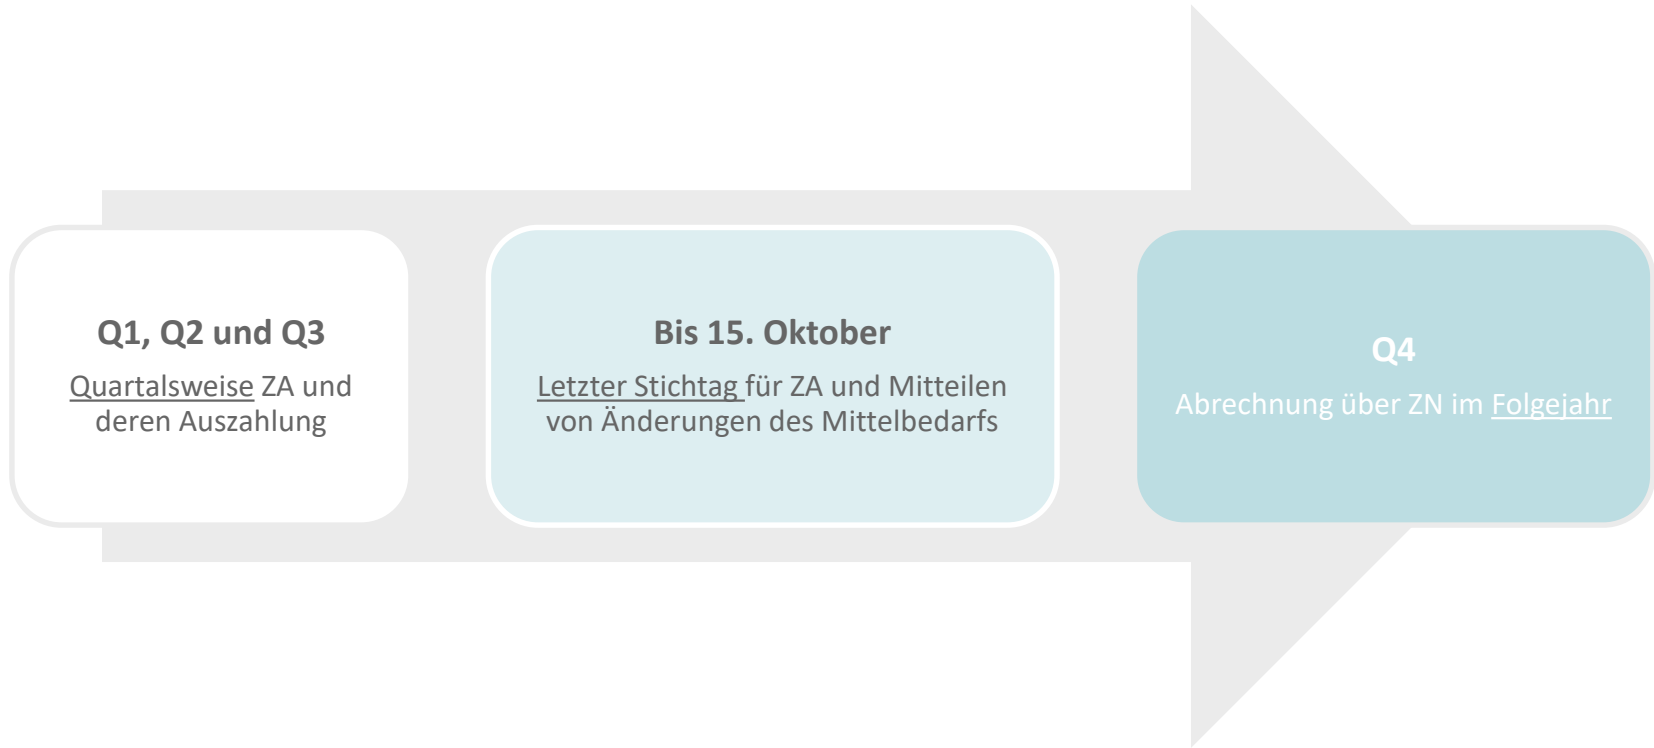 Q1, Q2 und Q3
Quartalsweise ZA und
deren Auszahlung
Bis 15. Oktober
Letzter Stichtag für ZA und Mitteilen
von Änderungen des Mittelbedarfs
Q4
Abrechnung über ZN im Folgejahr